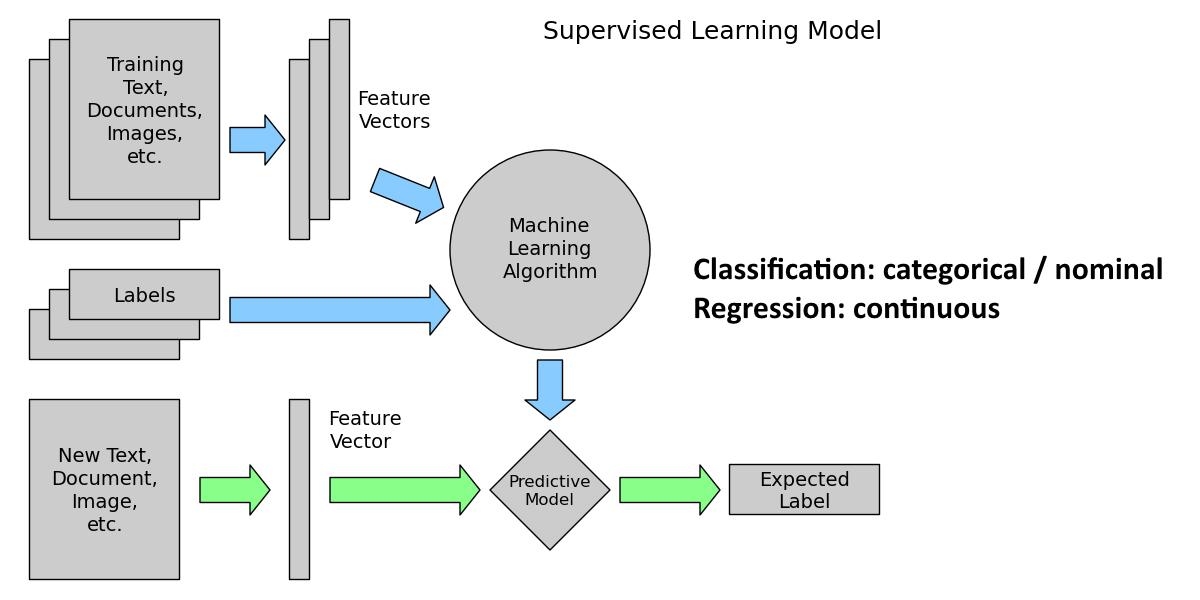 Supervised Learning Model
Training
Text,
Documents,
Images,
etc.
Feature
Vectors
Machine
Learning
Algorithm
Labels
Classification: categorical / nominal
Regression: continuous
New Text,
Document,
Image,
etc.
Feature
Vector
Predictive
Model
Expected
Label